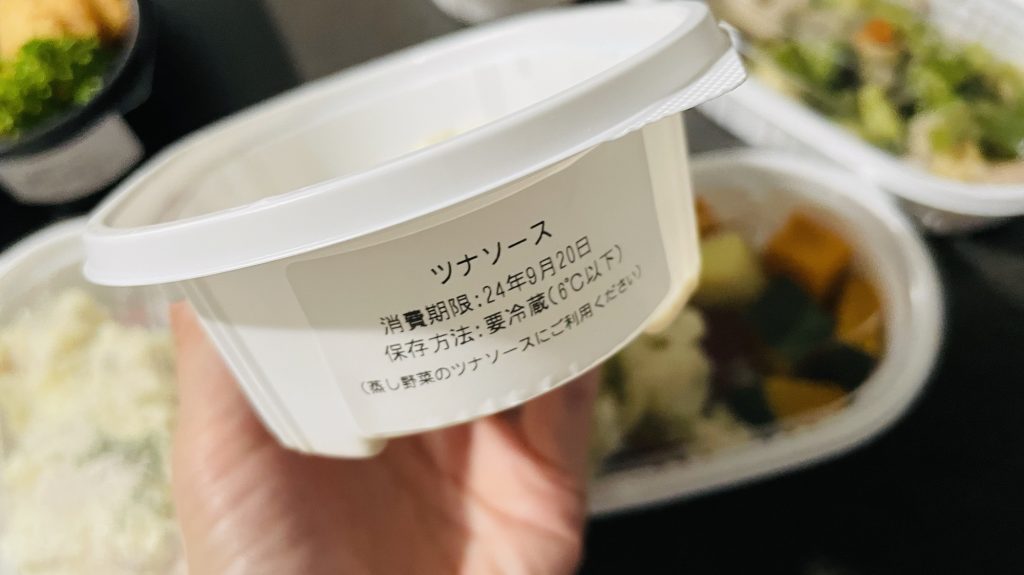 ツナソース
消費期限:24年9月20日
保存方法:要冷蔵(6℃以下)
(蒸し野菜のツナソースにご利用ください)